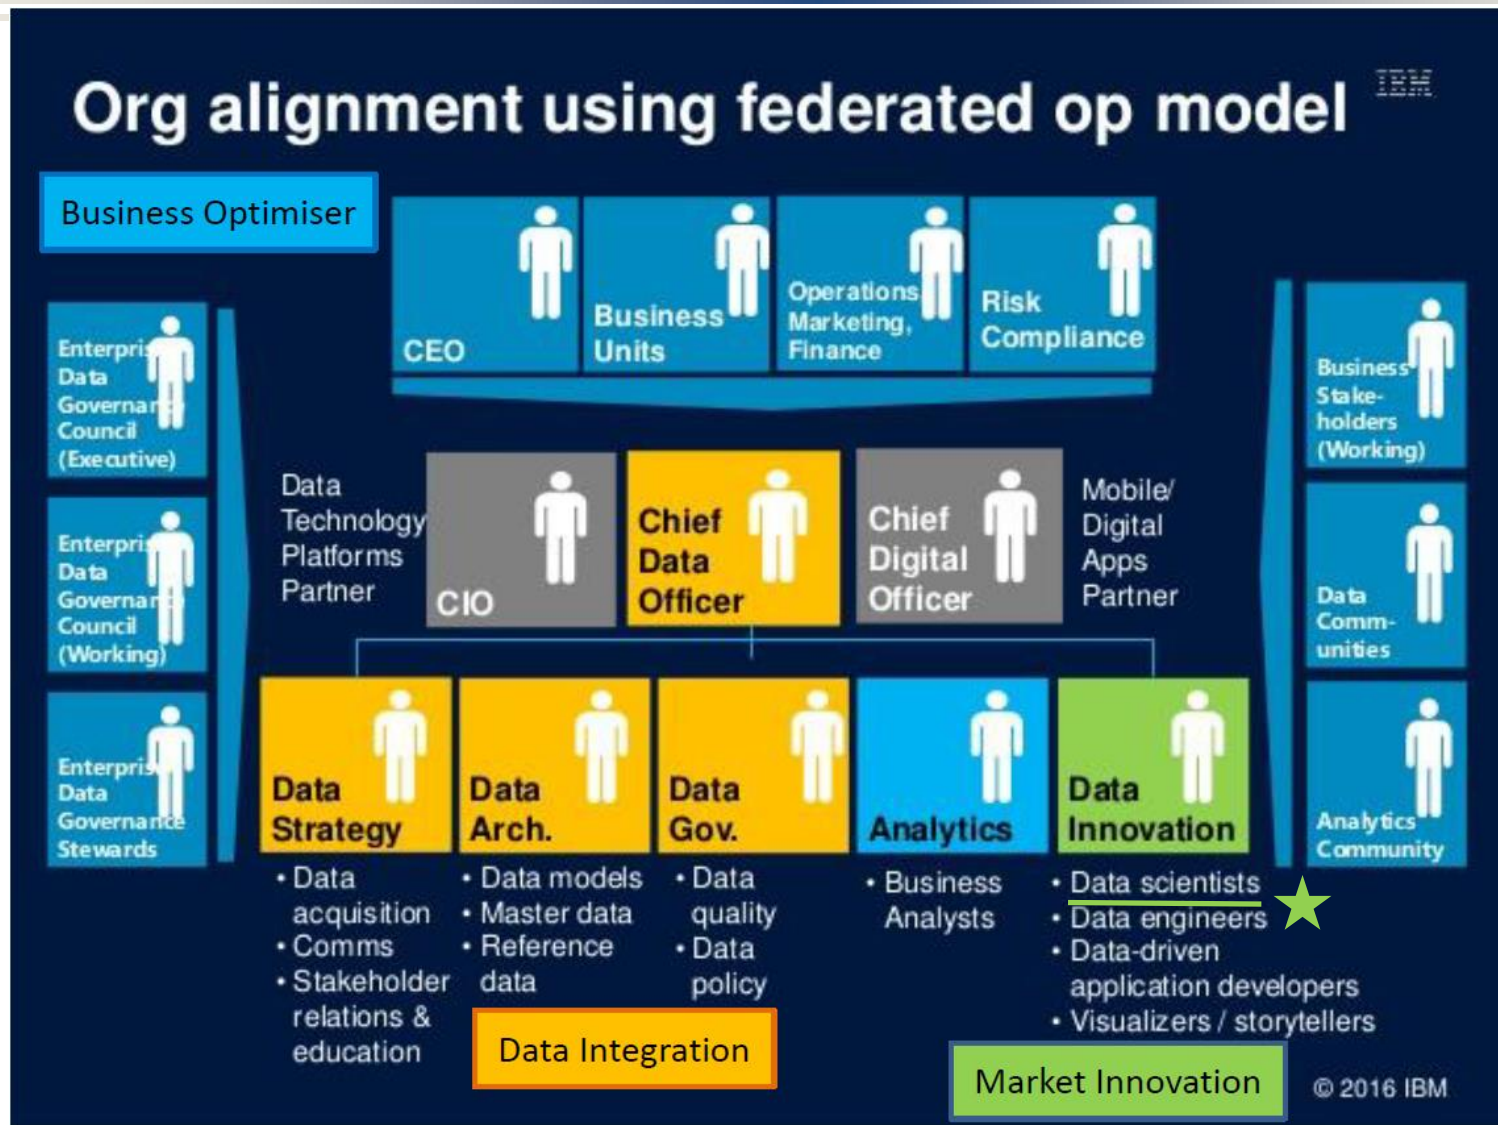 Org alignment using federated op model
IBM
Business Optimiser
CEO
Business
Units
Operations
Marketing,
Finance
Risk
Compliance
Enterprise
Data
Governance
Council
(Executive)
Enterprise
Data
Governance
Council
(Working)
Enterprise
Data
Governance
Stewards
Data
Technology
Platforms
Partner
CIO
Chief
Data
Officer
Chief
Digital
Officer
Mobile/
Digital
Apps
Partner
Business
Stake-
holders
(Working)
Data
Comm-
unities
Analytics
Community
Data
Strategy
• Data
acquisition
• Comms
• Stakeholder
relations &
education
Data
Arch.
• Data models
• Master data
• Reference
data
Data
Gov.
• Data
quality
• Data
policy
Analytics
• Business
Analysts
Data
Innovation
• Data scientists
• Data engineers
• Data-driven
application developers
• Visualizers / storytellers
Data Integration
Market Innovation
© 2016 IBM